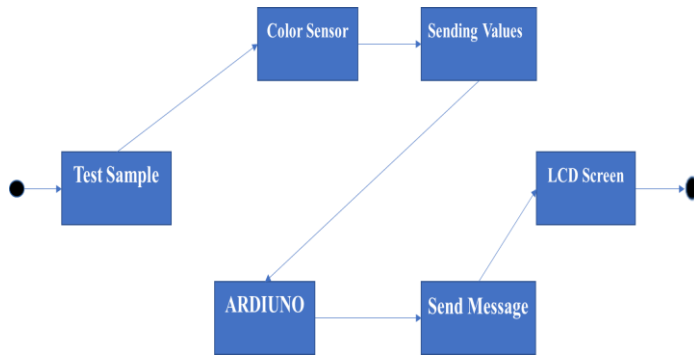 Color Sensor
Sending Values
Test Sample
LCD Screen
ARDIUNO
Send Message